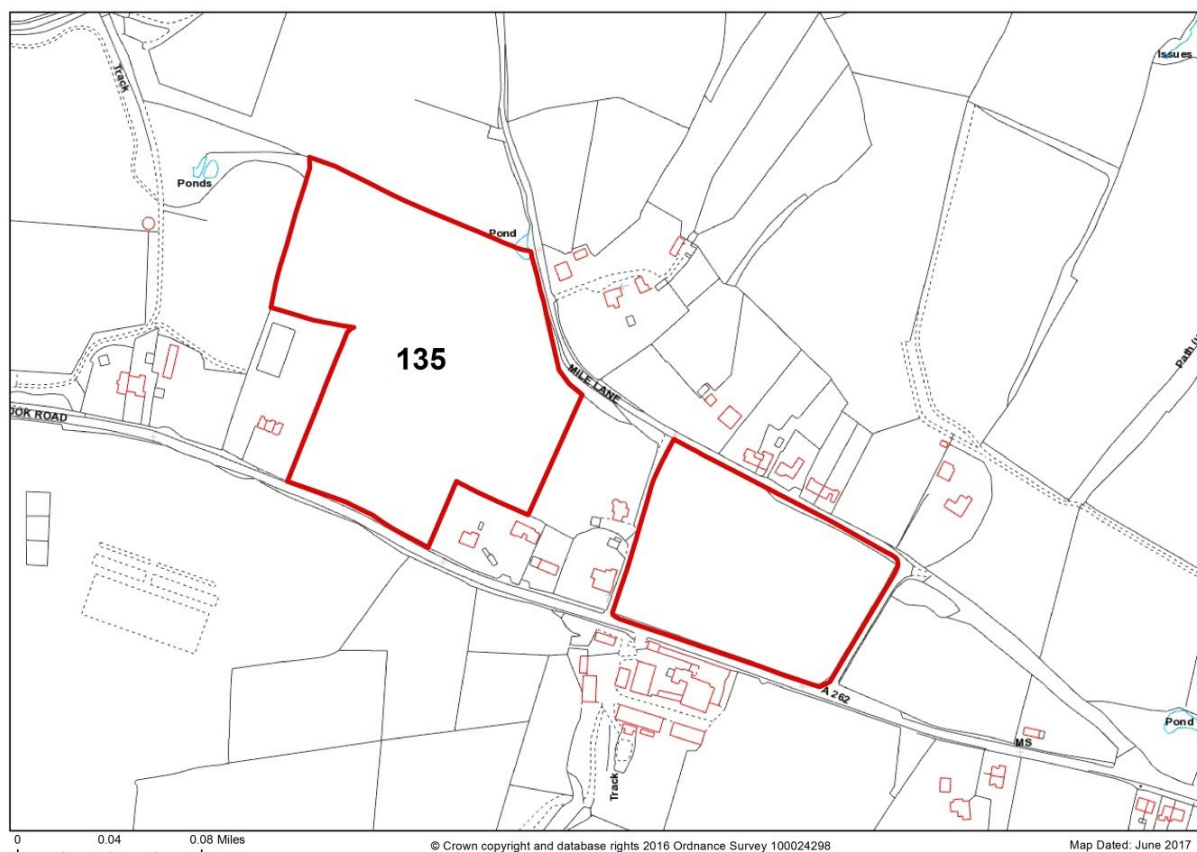 Issues
Track
Ponds
Pond
135
MILE LANE
OOK ROAD
A 262
Pond
MS
Track
0 0.04 0.08 Miles
© Crown copyright and database rights 2016 Ordnance Survey 100024298
Map Dated: June 2017